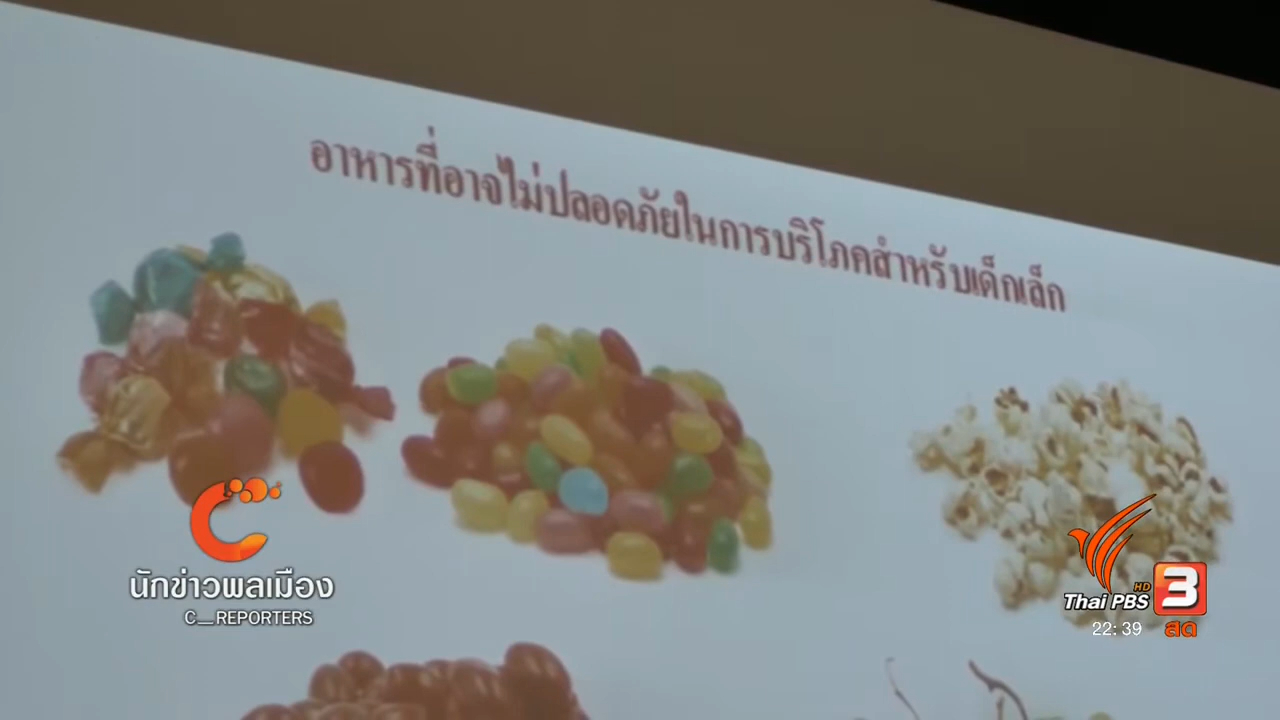 อาหารที่อาจไม่ปลอดภัยในการบริโภคสำหรับเด็กเล็ก
นักข่าวพลเมือง
C_REPORTERS
HD
Thai PBS 3
22:39 สด